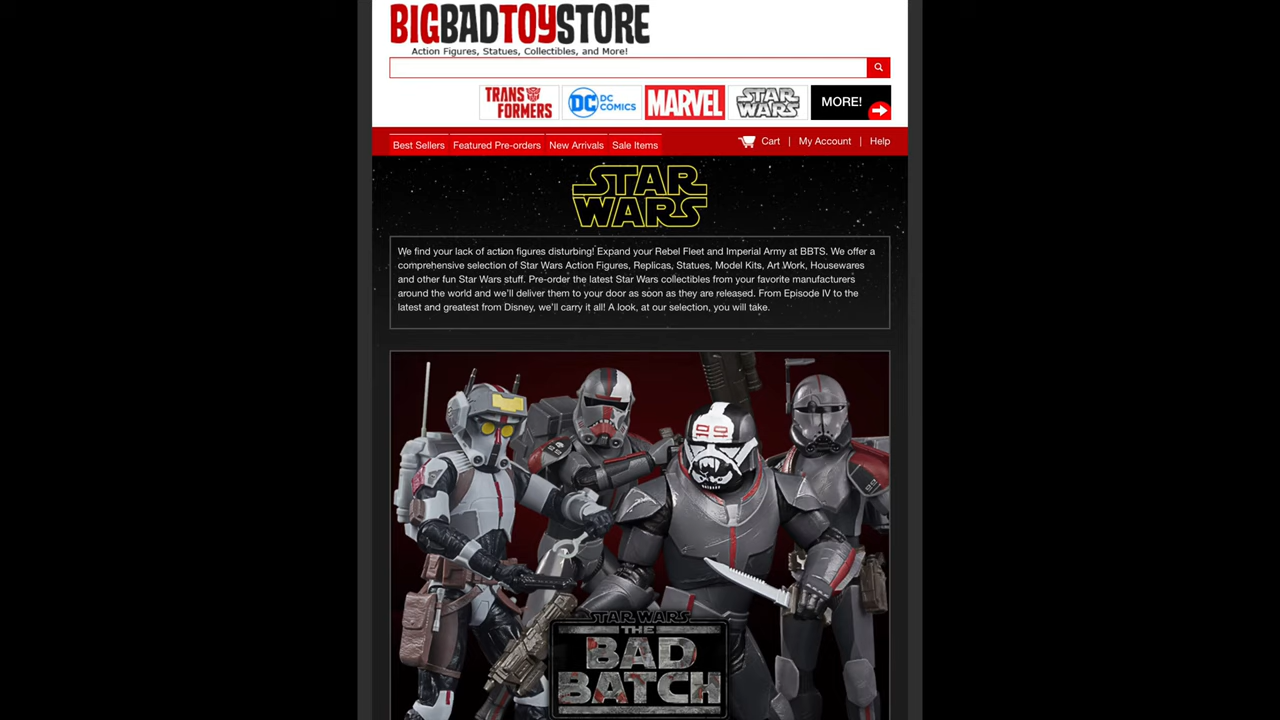 BIGBADTOYSTORE
Action Figures, Statues, Collectibles, and More!
TRANSFORMERS
DC DC COMICS
MARVEL
STAR WARS
MORE!
Best Sellers
Featured Pre-orders
New Arrivals
Sale Items
Cart | My Account | Help
STAR
WARS
We find your lack of action figures disturbing! Expand your Rebel Fleet and Imperial Army at BBTS. We offer a
comprehensive selection of Star Wars Action Figures, Replicas, Statues, Model Kits, Art Work, Housewares
and other fun Star Wars stuff. Pre-order the latest Star Wars collectibles from your favorite manufacturers
around the world and we'll deliver them to your door as soon as they are released. From Episode IV to the
latest and greatest from Disney, we'll carry it all! A look, at our selection, you will take.
STAR WARS
THE
BAD
BATCH